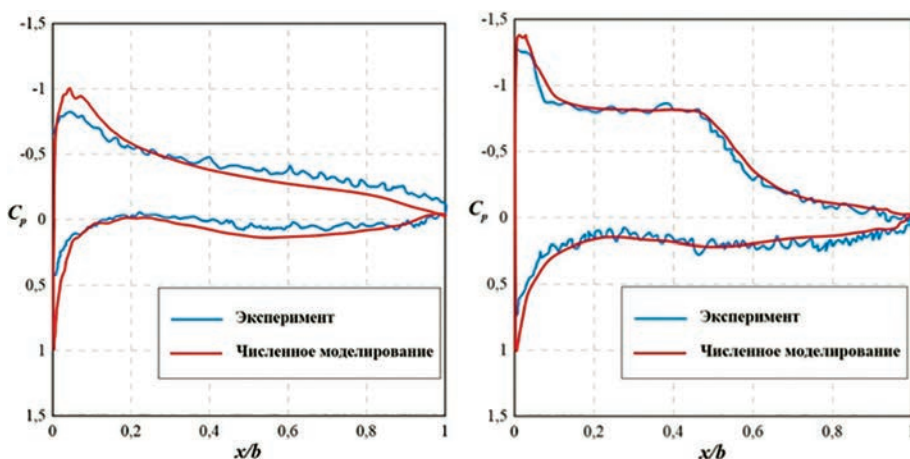 -1,5
-1
-0,5
C_p
0
0,5
1
1,5
Эксперимент
Численное моделирование
0 0,2 0,4 0,6 0,8 1
x/b
-1,5
-1
-0,5
C_p
0
0,5
1
1,5
Эксперимент
Численное моделирование
0 0,2 0,4 0,6 0,8 1
x/b